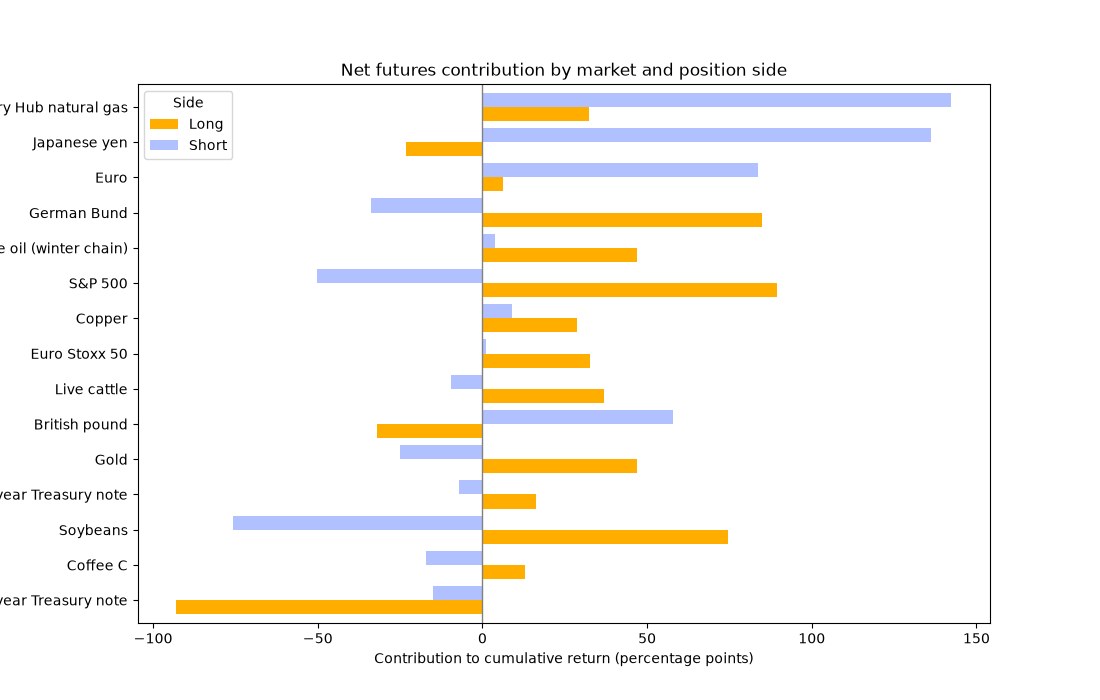 Net futures contribution by market and position side
Side
Long
Short
ry Hub natural gas
Japanese yen
Euro
German Bund
e oil (winter chain)
S&P 500
Copper
Euro Stoxx 50
Live cattle
British pound
Gold
year Treasury note
Soybeans
Coffee C
year Treasury note
−100
−50
0
50
100
150
Contribution to cumulative return (percentage points)